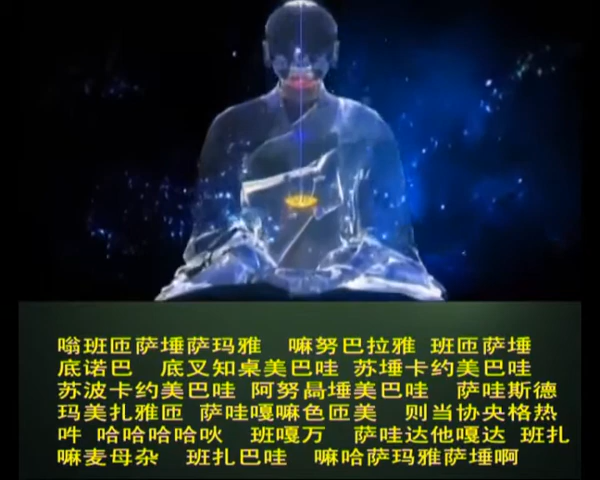 嗡班匝萨埵萨玛雅 嘛努巴拉雅 班匝萨埵
底诺巴 底叉知桌美巴哇 苏埵卡约美巴哇
苏波卡约美巴哇 阿努晑埵美巴哇 萨哇斯德
玛美扎雅匝 萨哇嘎嘛色匝美 则当协央格热
吽 哈哈哈哈吙 班嘎万 萨哇达他嘎达 班扎
嘛麦母杂 班扎巴哇 嘛哈萨玛雅萨埵啊